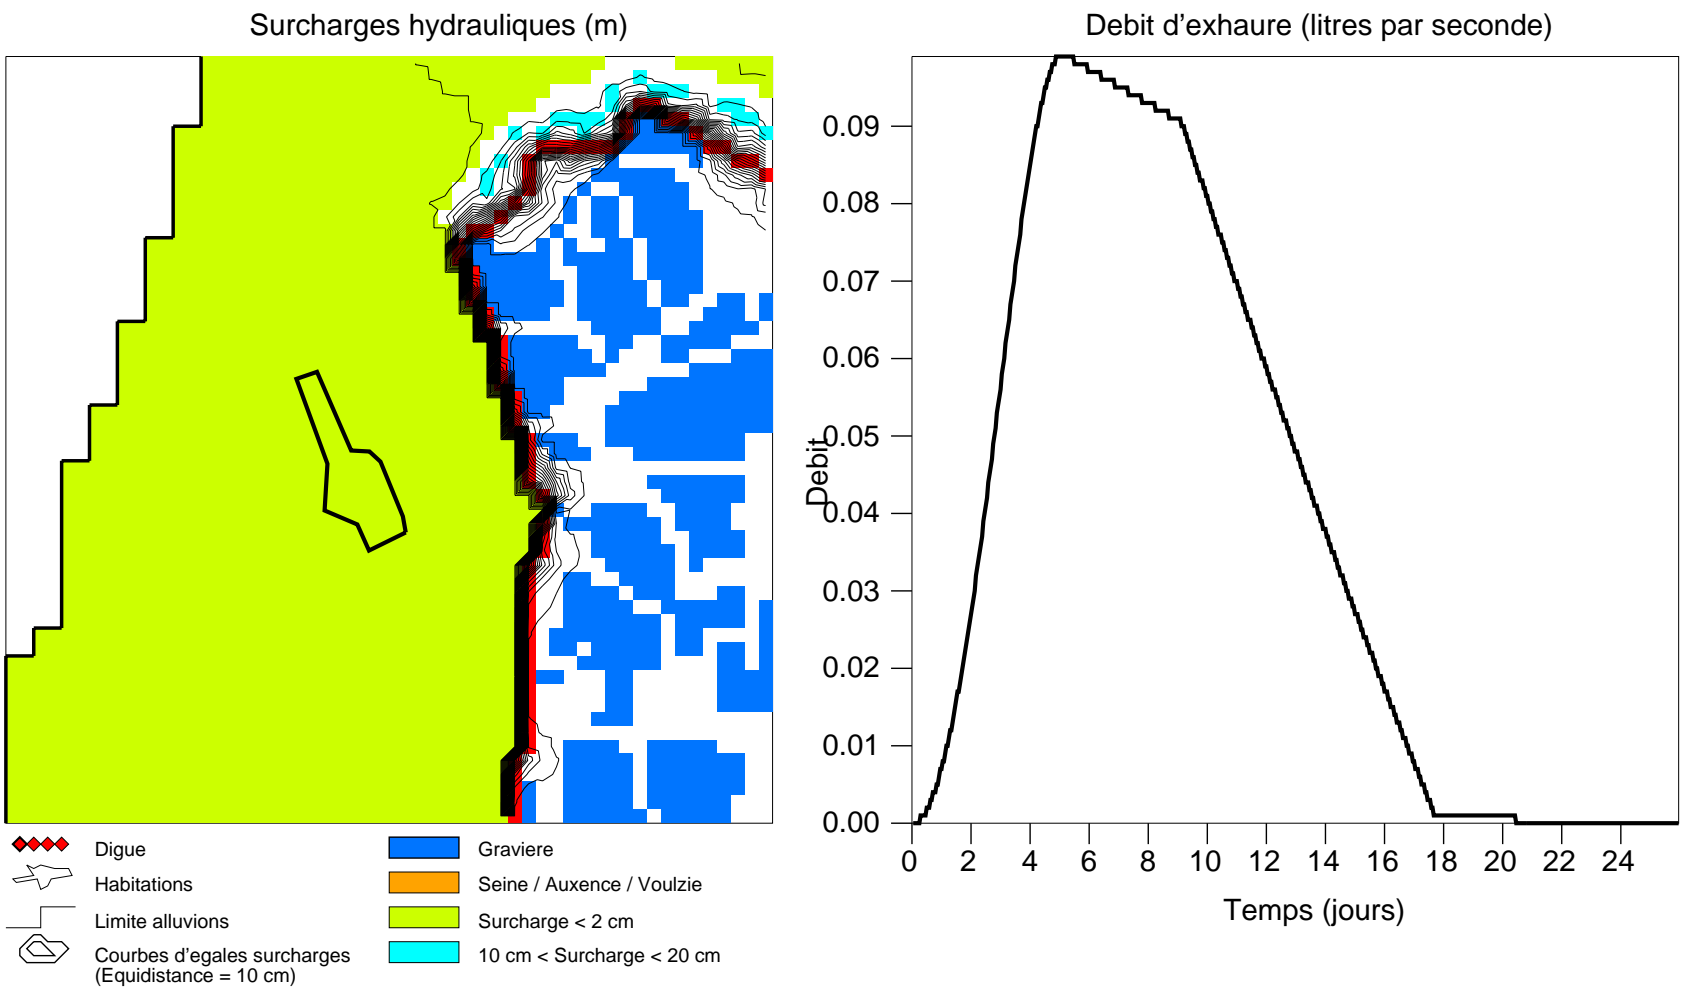 Surcharges hydrauliques (m)
Digue
Habitations
Limite alluvions
Courbes d'egales surcharges
(Equidistance = 10 cm)
Graviere
Seine / Auxence / Voulzie
Surcharge < 2 cm
10 cm < Surcharge < 20 cm
Debit d'exhaure (litres par seconde)
Debit
0.09
0.08
0.07
0.06
0.05
0.04
0.03
0.02
0.01
0.00
0 2 4 6 8 10 12 14 16 18 20 22 24
Temps (jours)